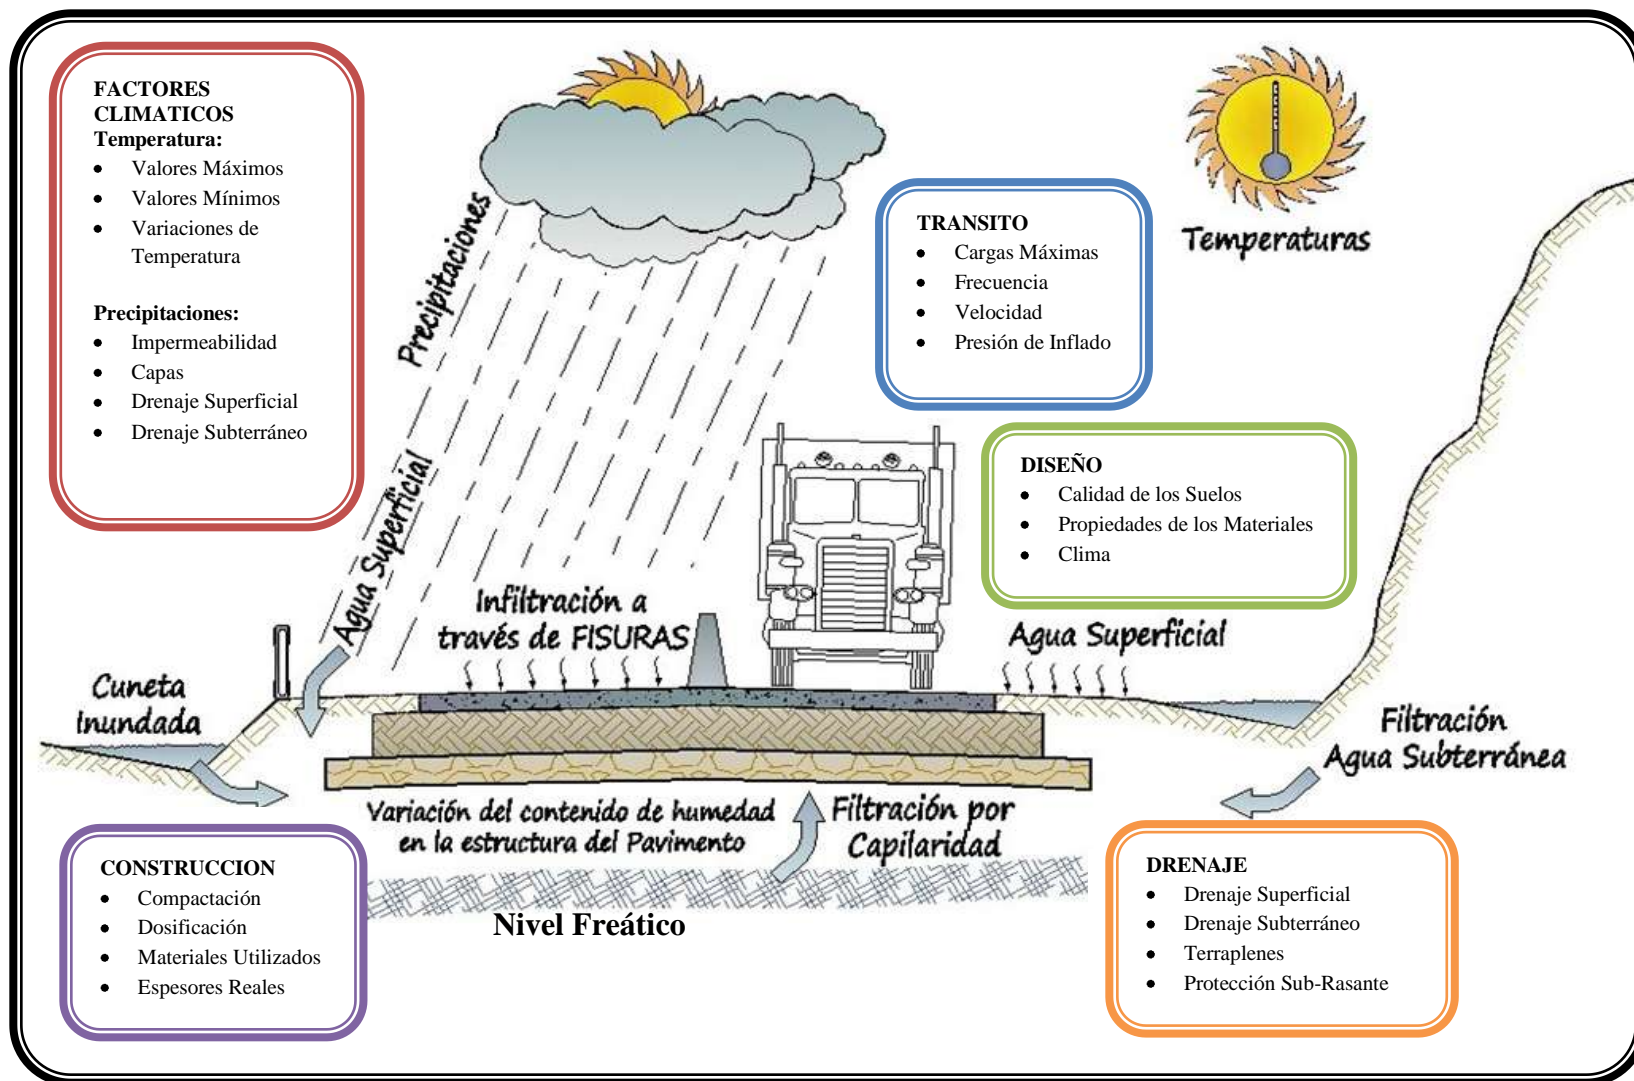 FACTORES
CLIMATICOS
Temperatura:
• Valores Máximos
• Valores Mínimos
• Variaciones de
Temperatura
Precipitaciones:
• Impermeabilidad
• Capas
• Drenaje Superficial
• Drenaje Subterráneo
Precipitaciones
Agua Superficial
TRANSITO
• Cargas Máximas
• Frecuencia
• Velocidad
• Presión de Inflado
Temperaturas
DISEÑO
• Calidad de los Suelos
• Propiedades de los Materiales
• Clima
Infiltración a
través de FISURAS
Agua Superficial
Cuneta
Inundada
Filtración
Agua Subterránea
Variación del contenido de humedad
en la estructura del Pavimento
Filtración por
Capilaridad
Nivel Freático
CONSTRUCCION
• Compactación
• Dosificación
• Materiales Utilizados
• Espesores Reales
DRENAJE
• Drenaje Superficial
• Drenaje Subterráneo
• Terraplenes
• Protección Sub-Rasante